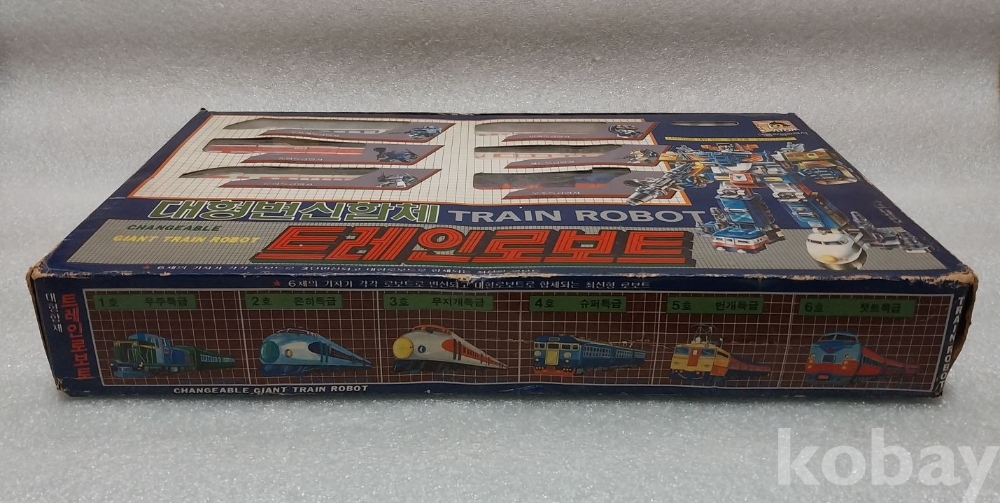 대형변신합체 TRAIN ROBOT
CHANGEABLE
GIANT TRAIN ROBOT
트레인로보트
★ 6세의 기차가 각각 로보트로 변신되고 대형로보트로 합체되는 최신형 로보트
대형합체
트레인로보트
1호 우주특급
2호 은하특급
3호 무지개특급
4호 슈퍼특급
5호 번개특급
6호 젯트특급
TRAIN ROBOT
CHANGEABLE GIANT TRAIN ROBOT
kobay